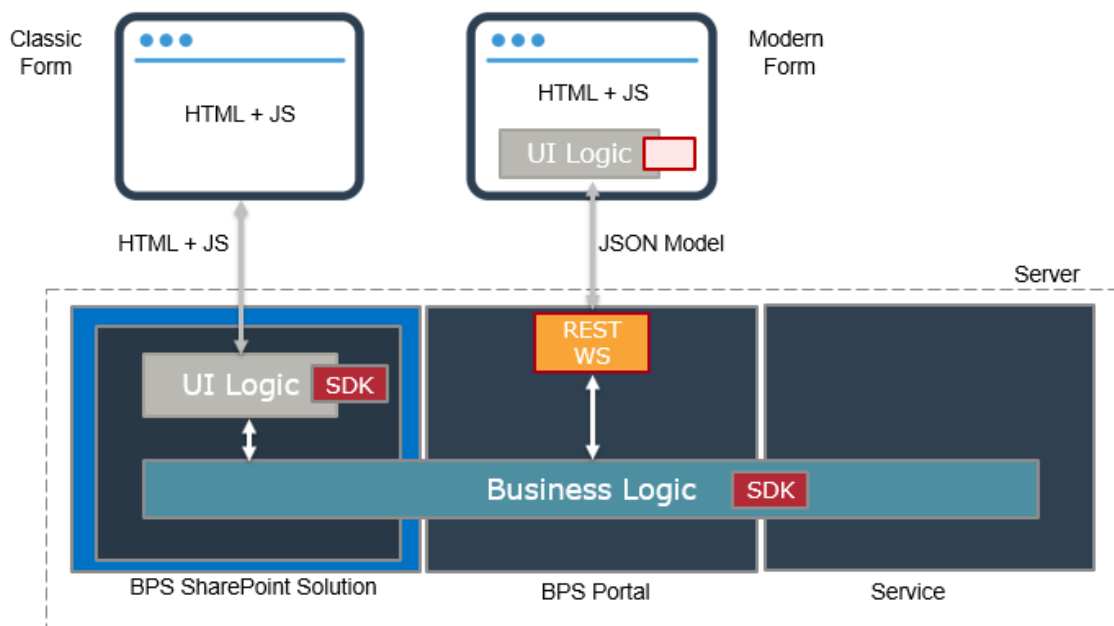 Classic
Form
HTML + JS
HTML + JS
UI Logic
Modern
Form
HTML + JS
JSON Model
Server
UI Logic
SDK
REST
WS
Business Logic
SDK
BPS SharePoint Solution
BPS Portal
Service